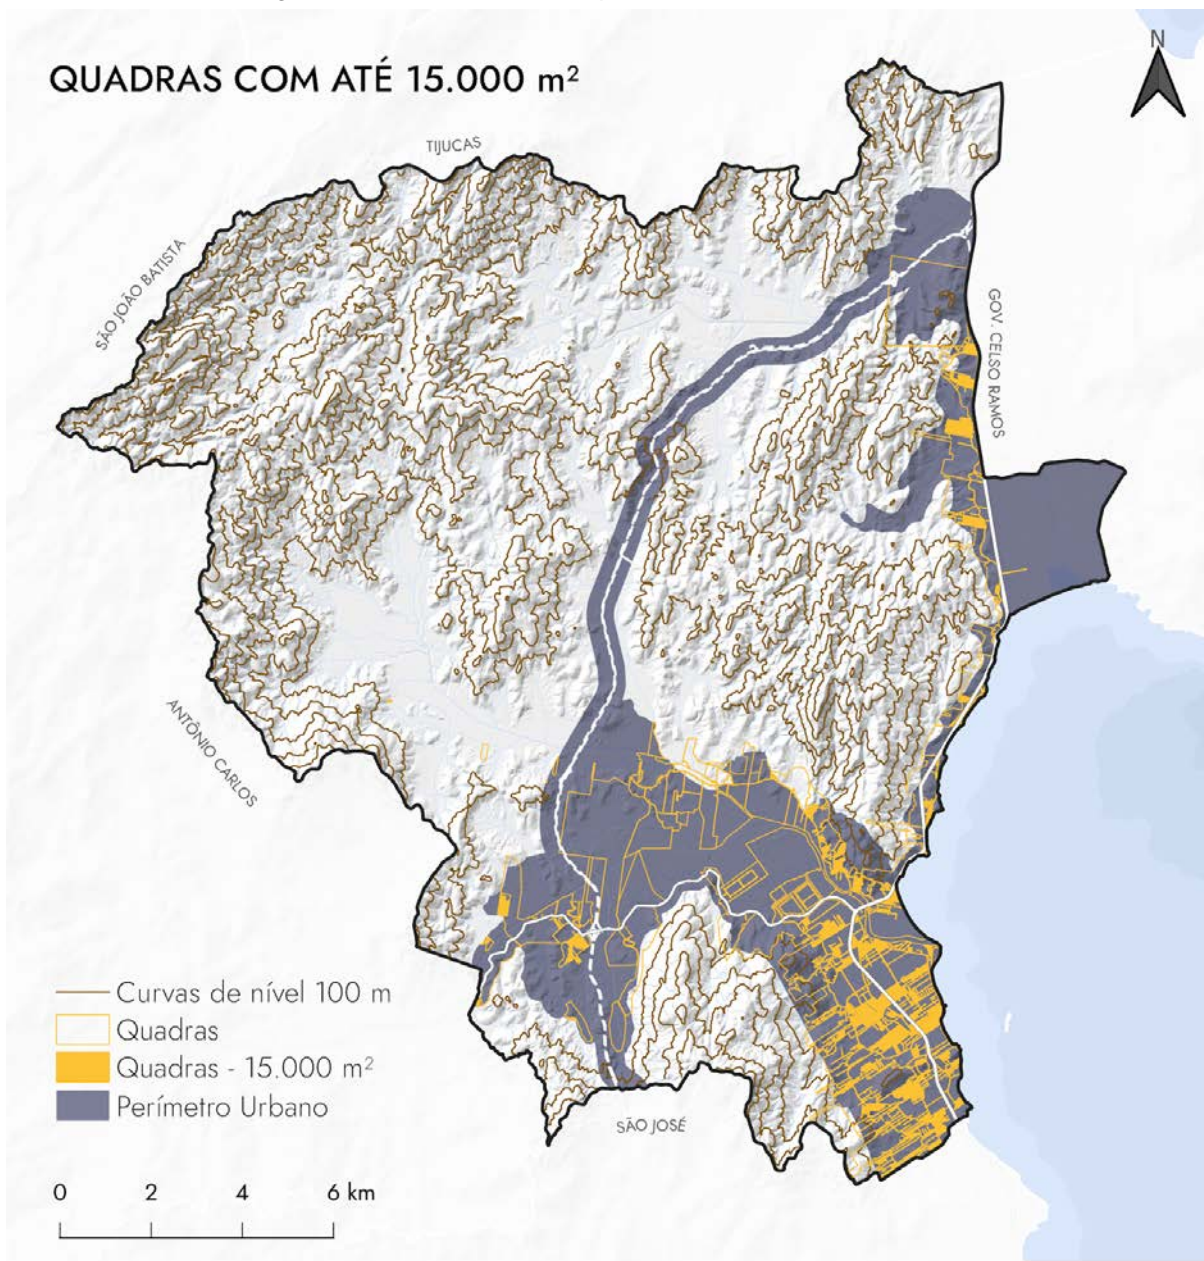 N
QUADRAS COM ATÉ 15.000 m²
TIJUCAS
SÃO JOÃO BATISTA
GOV. CELSO RAMOS
ANTÔNIO CARLOS
Curvas de nível 100 m
Quadras
Quadras - 15.000 m²
Perímetro Urbano
SÃO JOSÉ
0 2 4 6 km